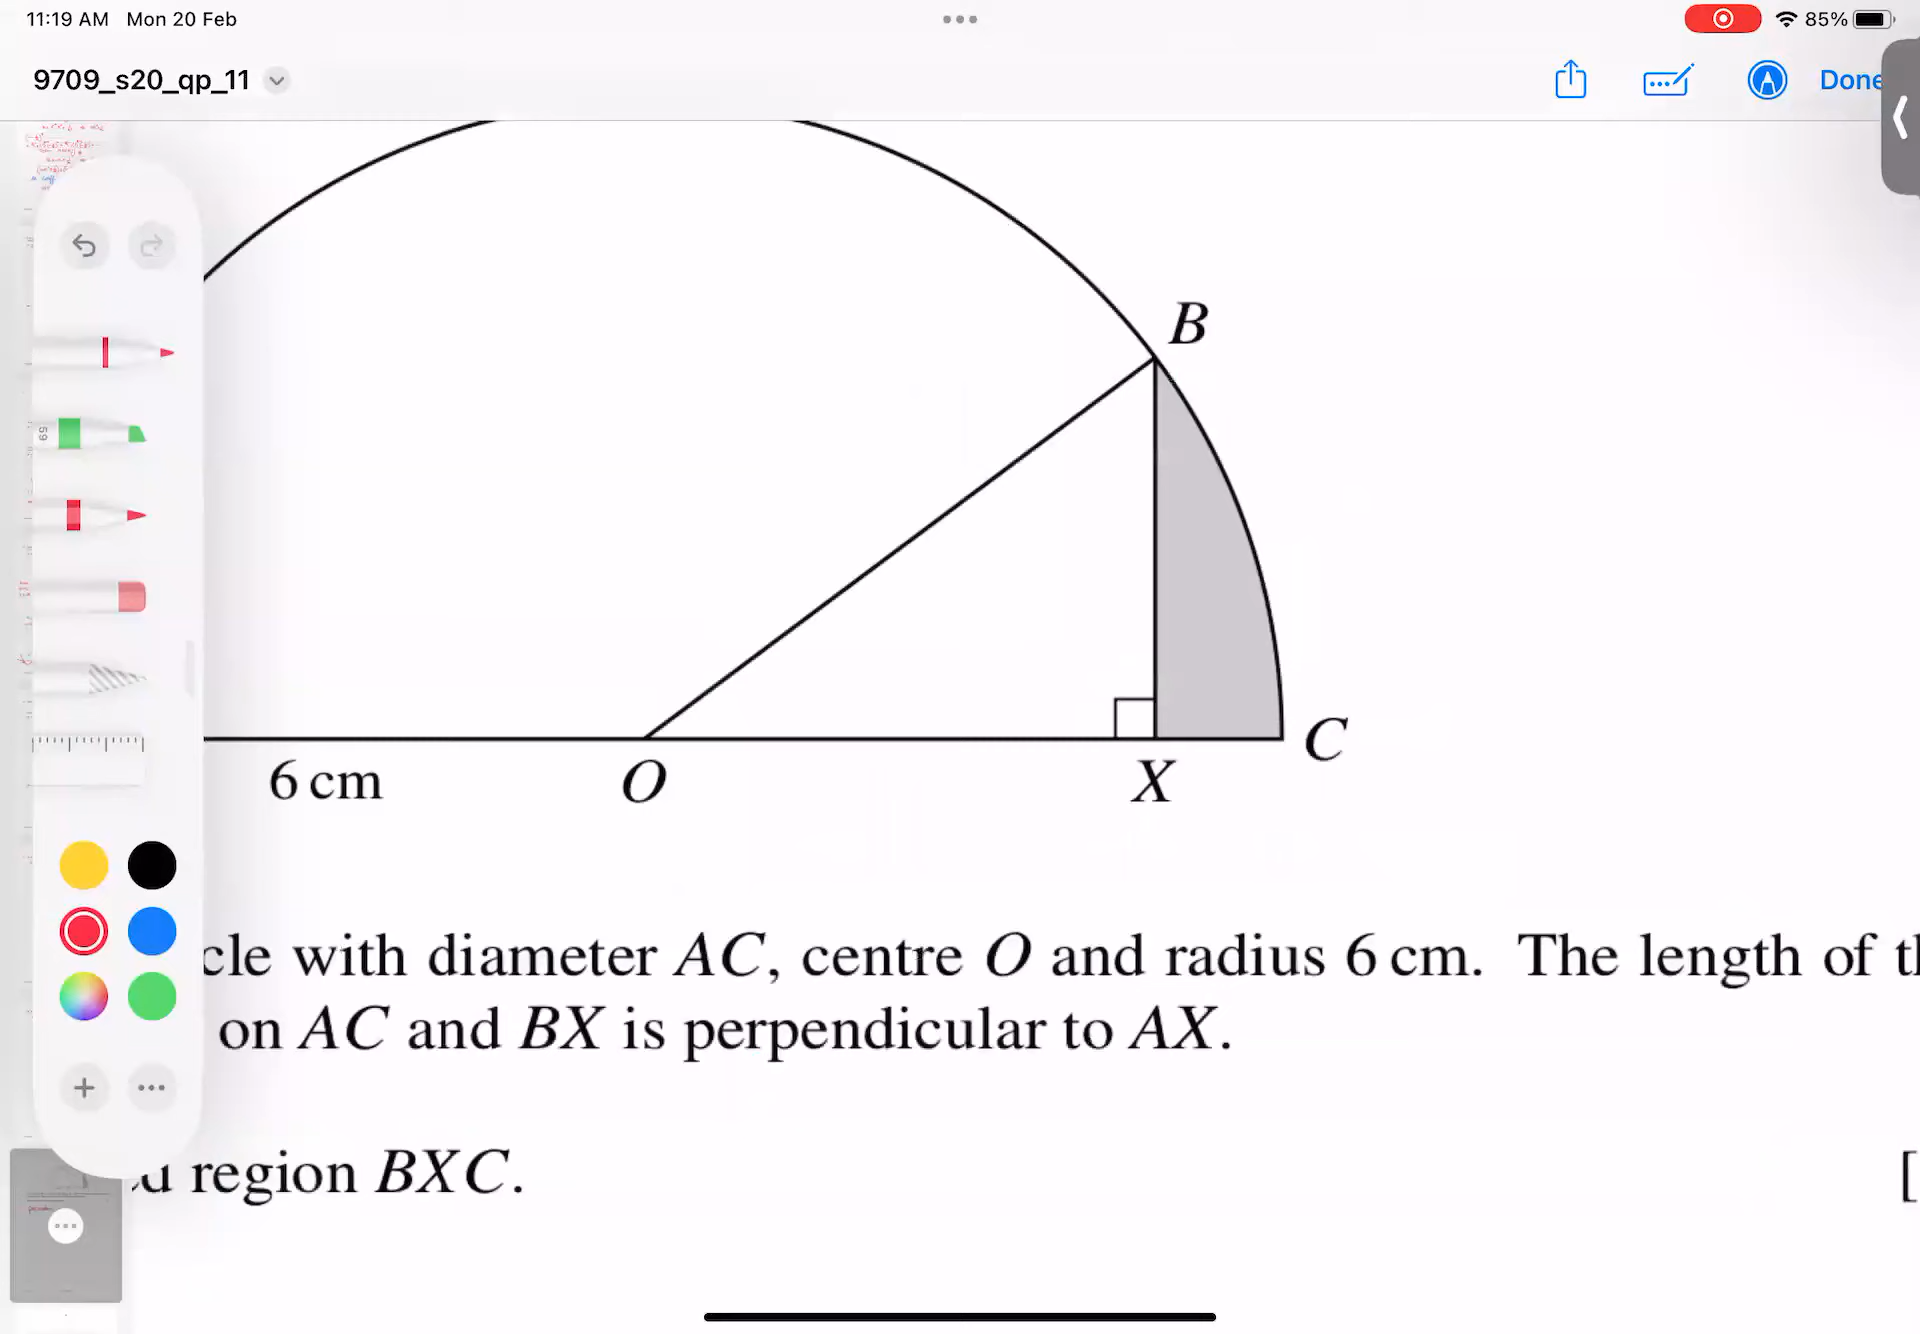 11:19 AM Mon 20 Feb
85%
9709_s20_qp_11
Done
B
59
C
6 cm
O
X
cle with diameter AC, centre O and radius 6 cm. The length of
on AC and BX is perpendicular to AX.
region BXC.
[